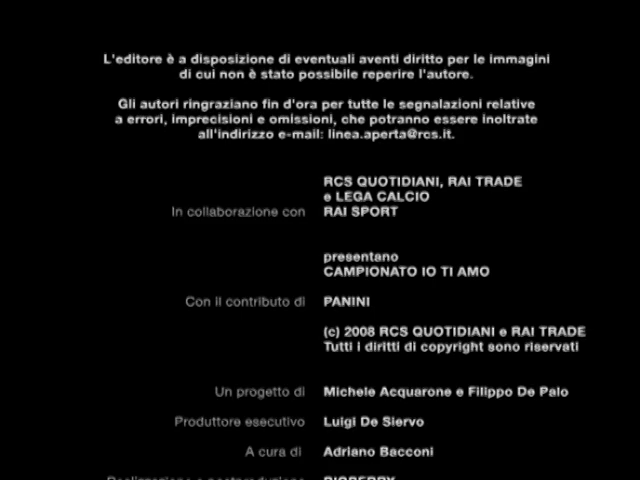 L'editore è a disposizione di eventuali aventi diritto per le immagini
di cui non è stato possibile reperire l'autore.
Gli autori ringraziano fin d'ora per tutte le segnalazioni relative
a errori, imprecisioni e omissioni, che potranno essere inoltrate
all'indirizzo e-mail: linea.aperta@rcs.it.
RCS QUOTIDIANI, RAI TRADE
e LEGA CALCIO
In collaborazione con RAI SPORT
presentano
CAMPIONATO IO TI AMO
Con il contributo di PANINI
(c) 2008 RCS QUOTIDIANI e RAI TRADE
Tutti i diritti di copyright sono riservati
Un progetto di Michele Acquarone e Filippo De Palo
Produttore esecutivo Luigi De Siervo
A cura di Adriano Bacconi